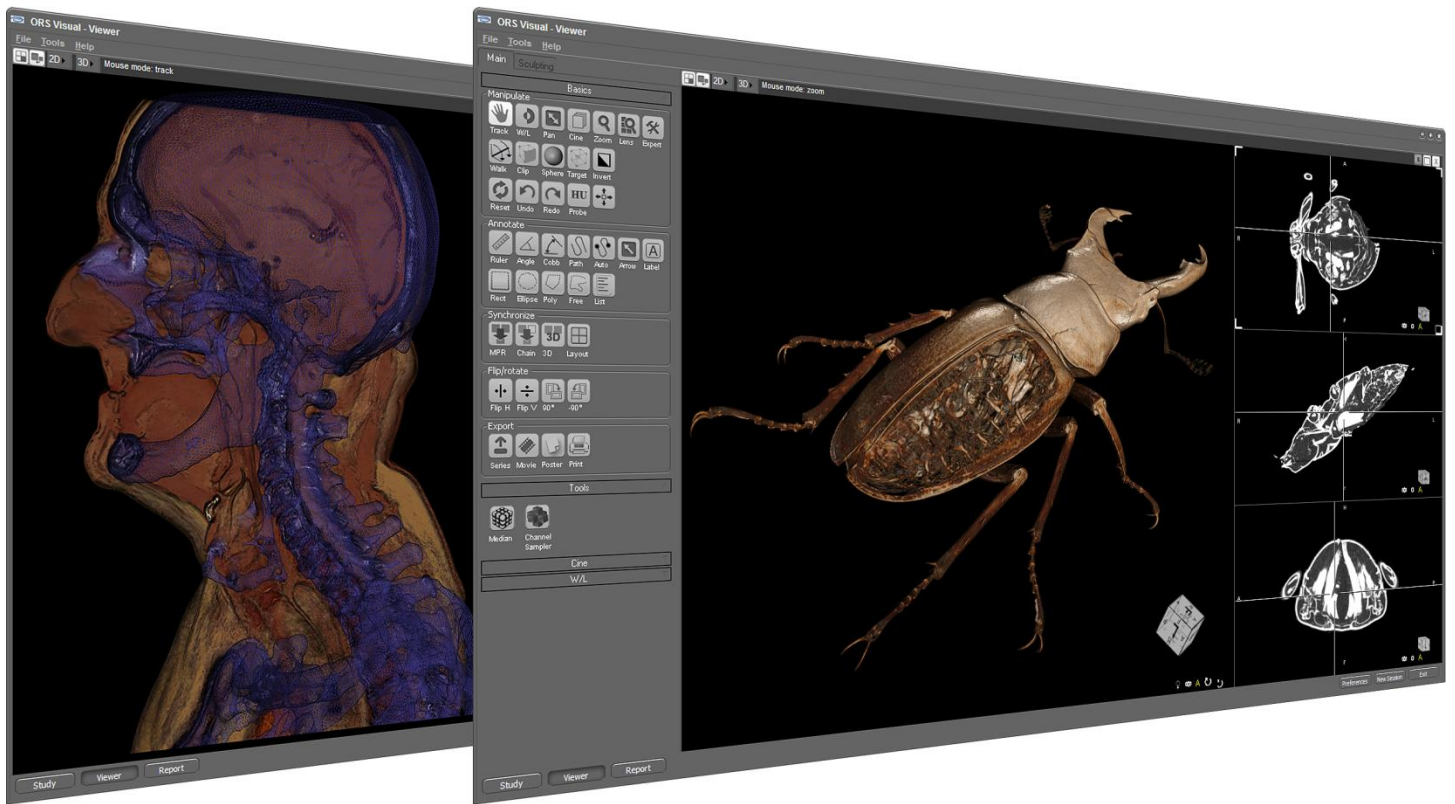 ORS Visual - Viewer
File Tools Help
2D 3D Mouse mode: track
Study Viewer Report
ORS Visual - Viewer
File Tools Help
Main Sculpting
2D 3D Mouse mode: zoom
Basics
Manipulate
Track W/L Pan Cine Zoom Lens Expert
Walk Clip Sphere Target Invert
HU
Reset Undo Redo Probe
Annotate
A
Ruler Angle Cobb Path Auto Arrow Label
Rect Ellipse Poly Free List
Synchronize
3D
MPR Chain 3D Layout
Flip/rotate
Flip H Flip V 90° -90°
Export
Series Movie Poster Print
Tools
Median Channel
Sampler
Cine
W/L
A
R L
F
A
R L
A
H
A P
F
A
A
Preferences New Session Exit
Study Viewer Report